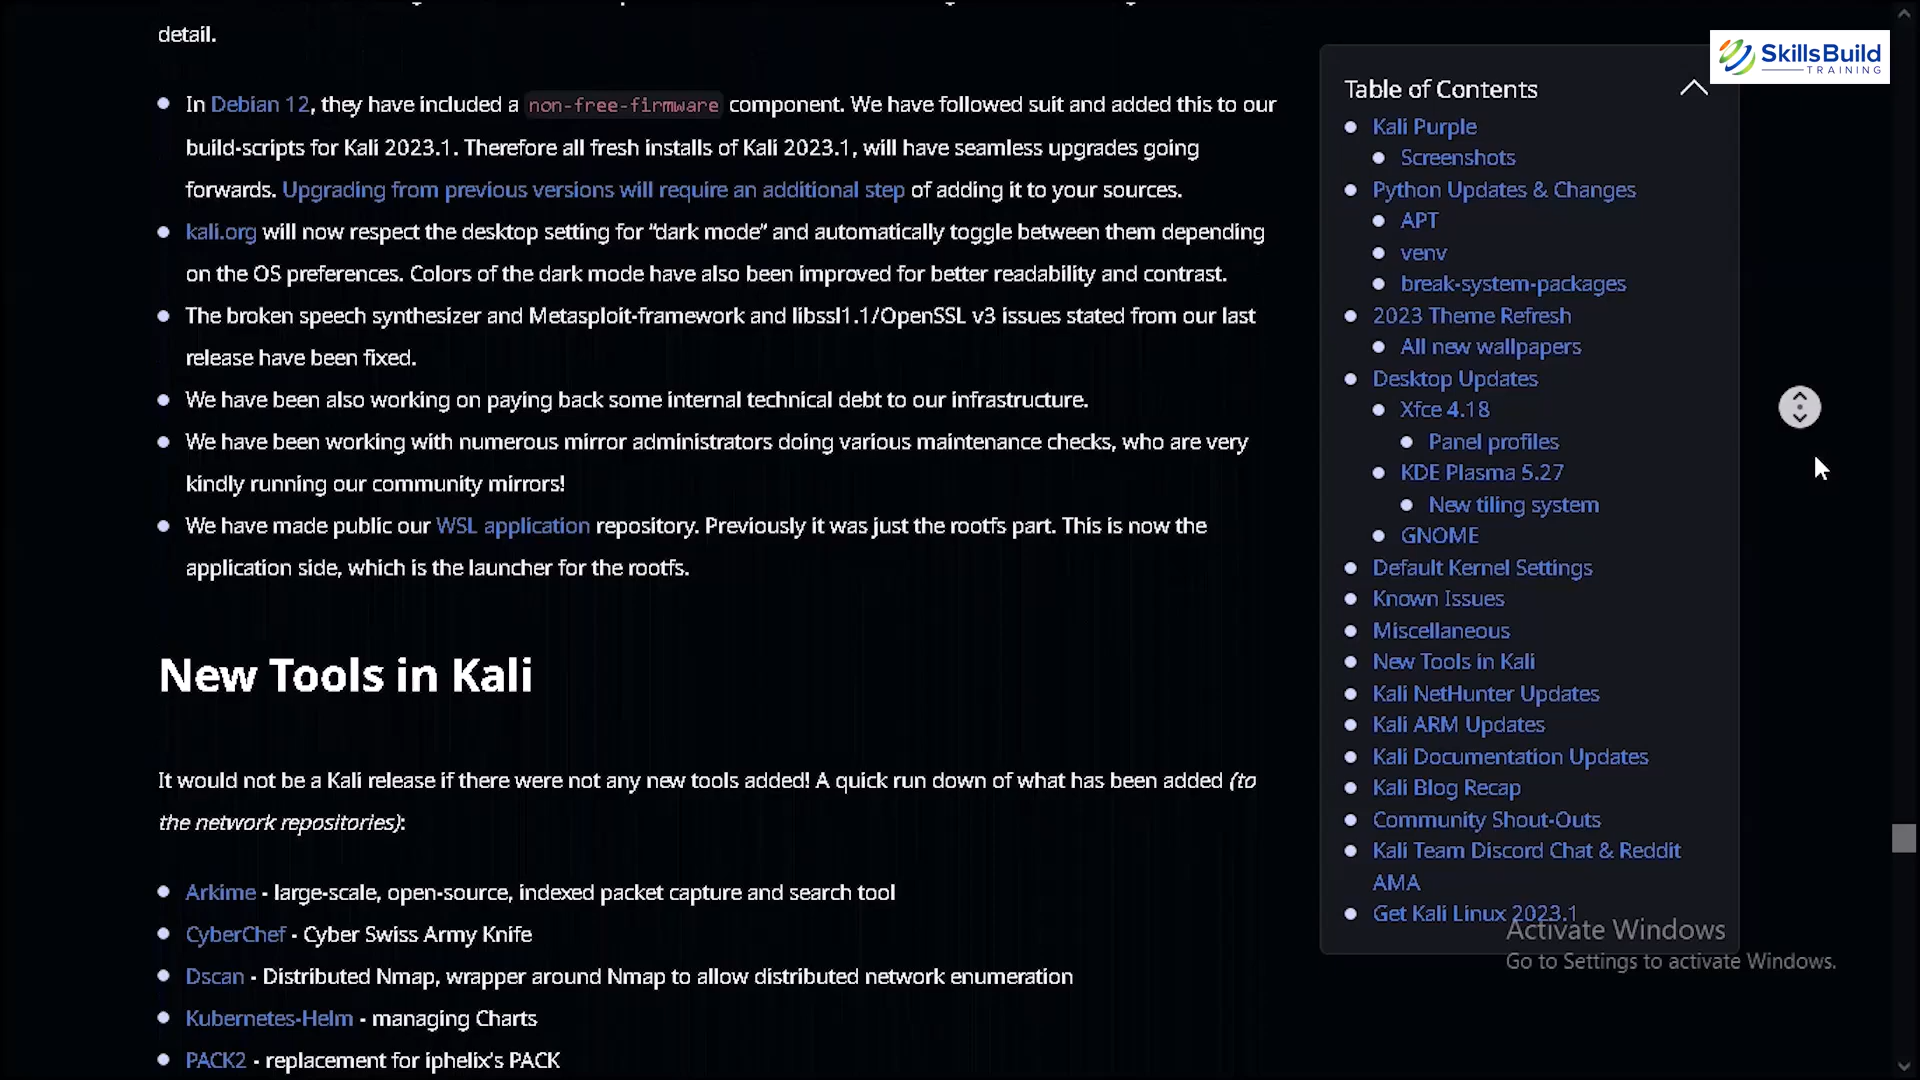 detail.
In Debian 12, they have included a non-free-firmware component. We have followed suit and added this to our
build-scripts for Kali 2023.1. Therefore all fresh installs of Kali 2023.1, will have seamless upgrades going
forwards. Upgrading from previous versions will require an additional step of adding it to your sources.
kali.org will now respect the desktop setting for “dark mode” and automatically toggle between them depending
on the OS preferences. Colors of the dark mode have also been improved for better readability and contrast.
The broken speech synthesizer and Metasploit-framework and libssl1.1/OpenSSL v3 issues stated from our last
release have been fixed.
We have been also working on paying back some internal technical debt to our infrastructure.
We have been working with numerous mirror administrators doing various maintenance checks, who are very
kindly running our community mirrors!
We have made public our WSL application repository. Previously it was just the rootfs part. This is now the
application side, which is the launcher for the rootfs.
New Tools in Kali
It would not be a Kali release if there were not any new tools added! A quick run down of what has been added (to
the network repositories):
Arkime - large-scale, open-source, indexed packet capture and search tool
CyberChef - Cyber Swiss Army Knife
Dscan - Distributed Nmap, wrapper around Nmap to allow distributed network enumeration
Kubernetes-Helm - managing Charts
PACK2 - replacement for iphelix's PACK
SkillsBuild
TRAINING
Table of Contents
Kali Purple
Screenshots
Python Updates & Changes
APT
venv
break-system-packages
2023 Theme Refresh
All new wallpapers
Desktop Updates
Xfce 4.18
Panel profiles
KDE Plasma 5.27
New tiling system
GNOME
Default Kernel Settings
Known Issues
Miscellaneous
New Tools in Kali
Kali NetHunter Updates
Kali ARM Updates
Kali Documentation Updates
Kali Blog Recap
Community Shout-Outs
Kali Team Discord Chat & Reddit
AMA
Get Kali Linux 2023.1
Activate Windows
Go to Settings to activate Windows.